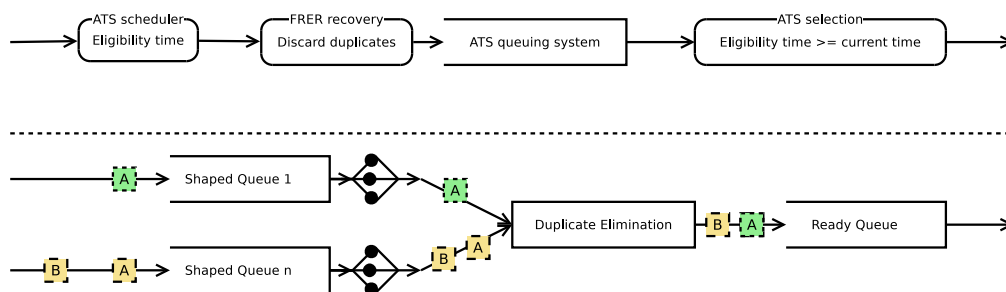 ATS scheduler
Eligibility time
FRER recovery
Discard duplicates
ATS queuing system
ATS selection
Eligibility time >= current time
A
Shaped Queue 1
A
Duplicate Elimination
B
A
Ready Queue
B
A
Shaped Queue n
B
A